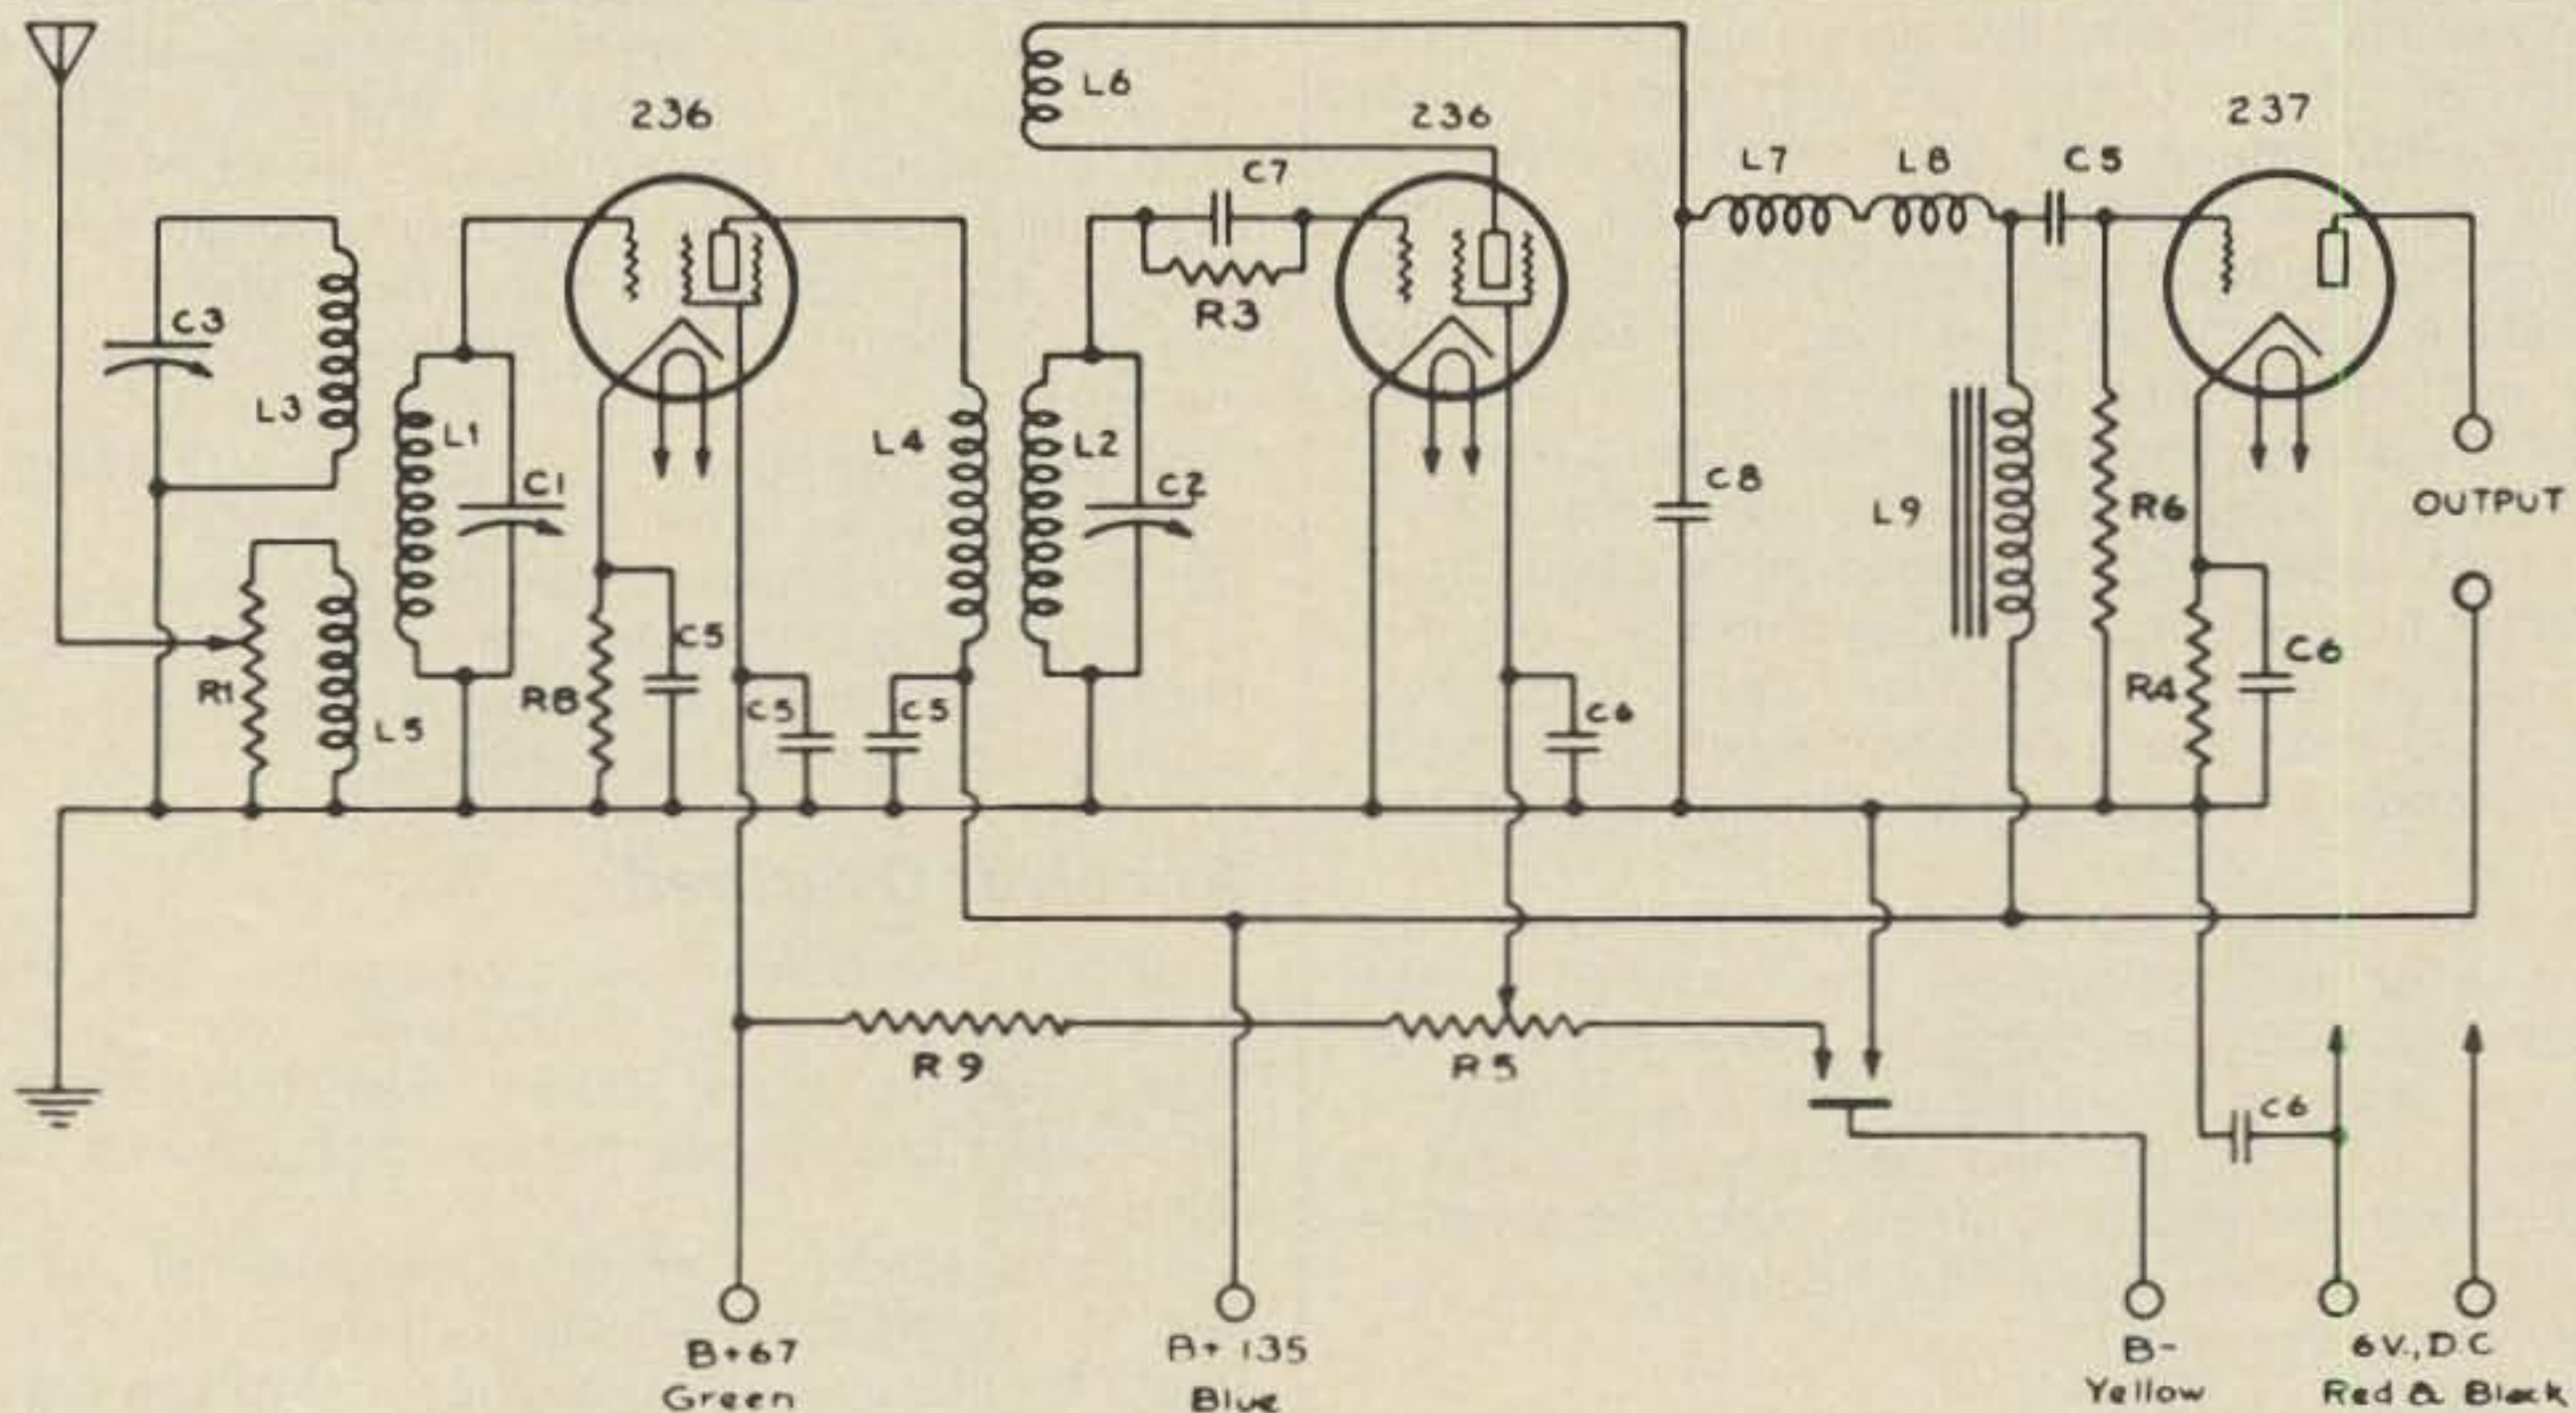 236
L6
236
237
C7
L7
L8
C5
R3
C3
L3
L1
C1
L4
L2
C2
C8
L9
R6
OUTPUT
R1
L5
R8
C5
C5
C5
C6
R4
C6
R9
R5
C6
B+67
Green
B+ 135
Blue
B-
Yellow
6V., D.C
Red & Black